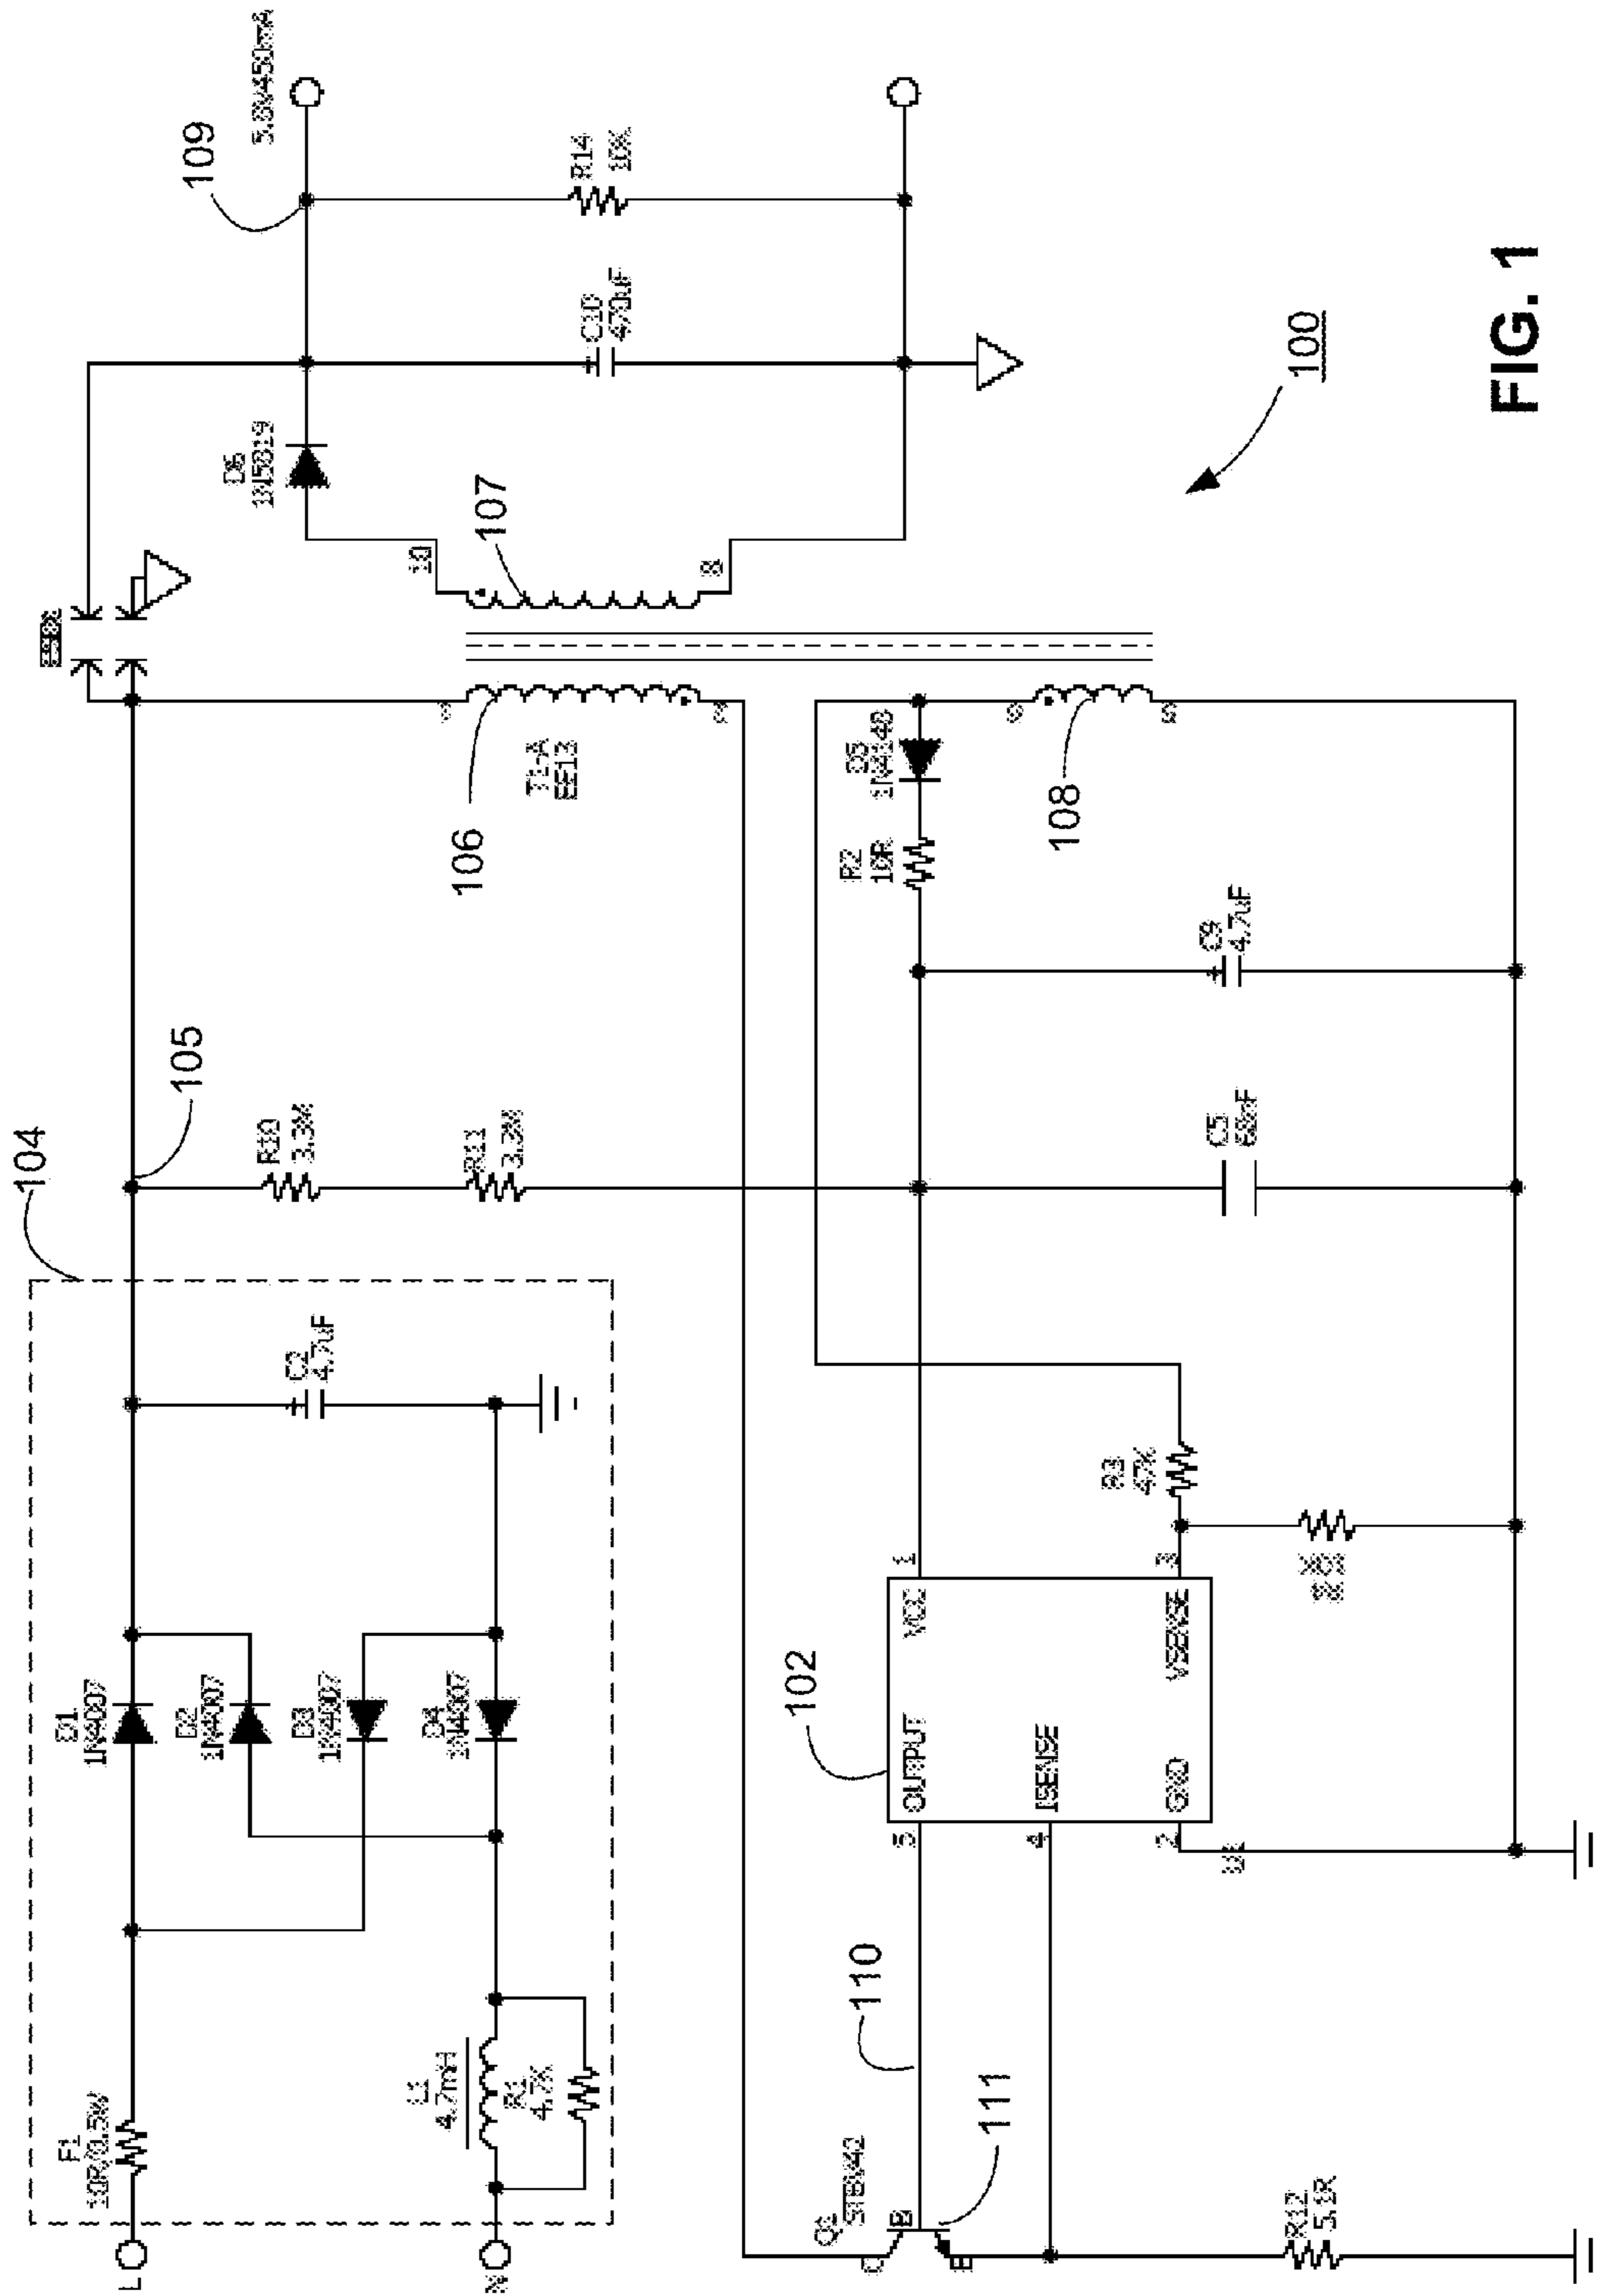 104
L
F1
10R/0.5W
D1
1N4007
D2
1N4007
D3
1N4007
D4
1N4007
C2
4.7uF
N
L1
4.7mH
R1
4.7K
105
R10
3.3M
R11
3.3M
106
T1-A
EE13
107
10
8
D6
1N5819
109
5.8V450mA
C10
470uF
R14
10K
Q1
STBV42
C
B
E
111
110
102
5
OUTPUT
VCC
1
4
ISENSE
2
GND
VSENSE
3
R3
47K
R12
5.1R
C5
68nF
C9
4.7uF
R2
10R
D5
1N4148
108
100
FIG. 1